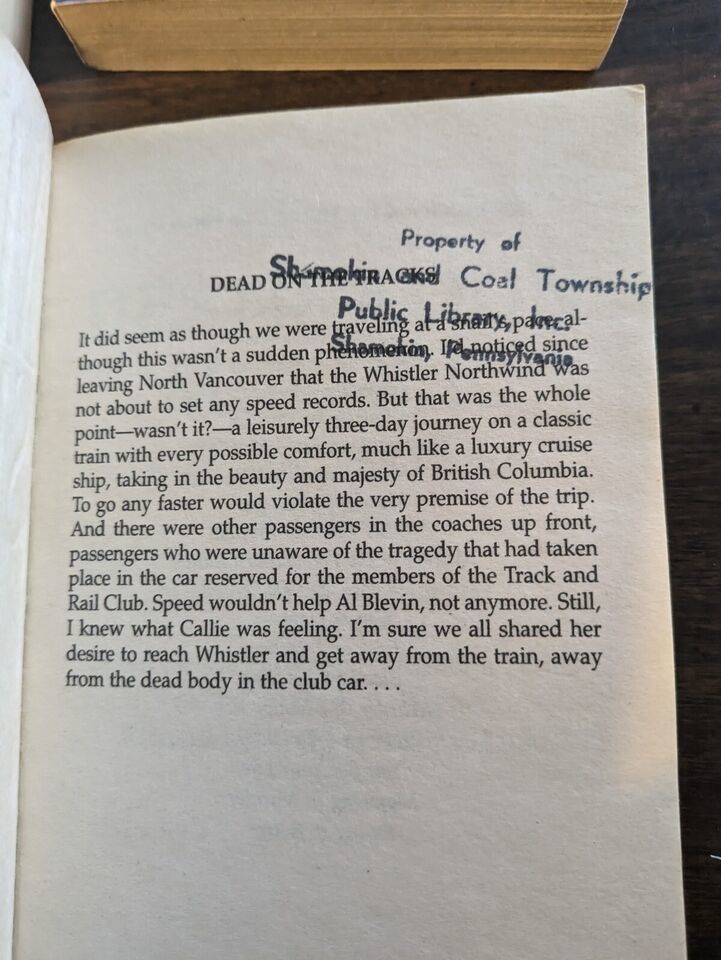 Property of
Shamokin and Coal Township
Public Library, Inc.
Shamokin, Pennsylvania
DEAD ON THE TRACKS
It did seem as though we were traveling at a snail's pace, al-
though this wasn't a sudden phenomenon. I'd noticed since
leaving North Vancouver that the Whistler Northwind was
not about to set any speed records. But that was the whole
point—wasn't it?—a leisurely three-day journey on a classic
train with every possible comfort, much like a luxury cruise
ship, taking in the beauty and majesty of British Columbia.
To go any faster would violate the very premise of the trip.
And there were other passengers in the coaches up front,
passengers who were unaware of the tragedy that had taken
place in the car reserved for the members of the Track and
Rail Club. Speed wouldn't help Al Blevin, not anymore. Still,
I knew what Callie was feeling. I'm sure we all shared her
desire to reach Whistler and get away from the train, away
from the dead body in the club car. . . .